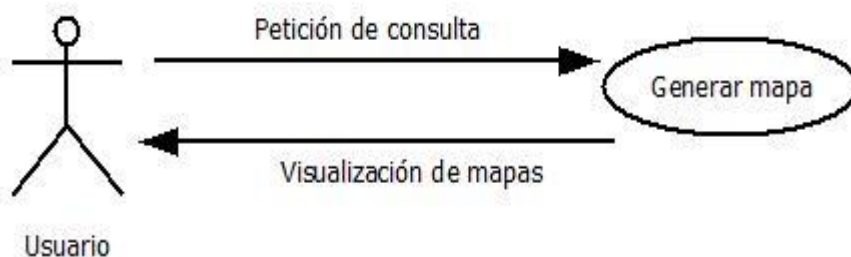 Petición de consulta
Generar mapa
Visualización de mapas
Usuario